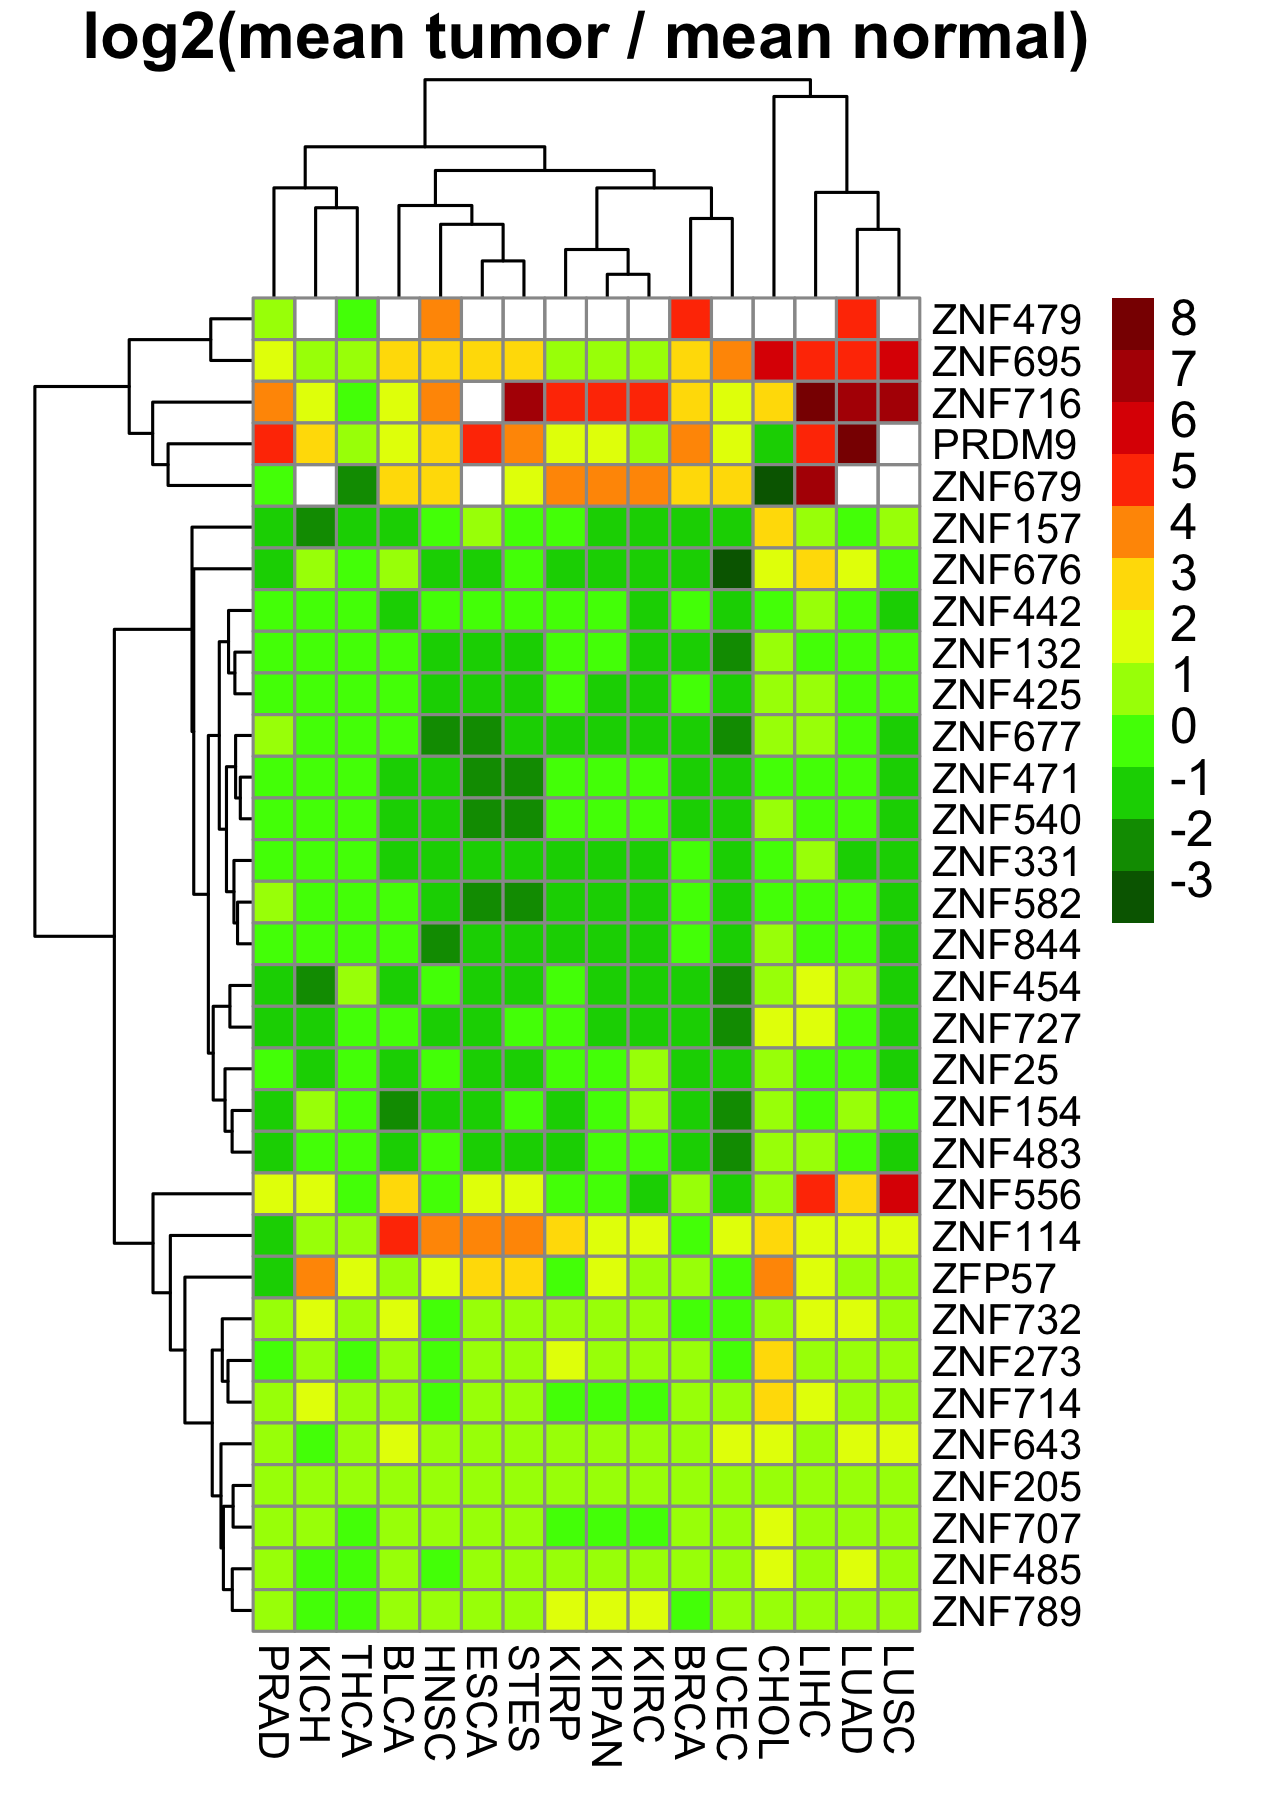 log2(mean tumor / mean normal)
ZNF479
ZNF695
ZNF716
PRDM9
ZNF679
ZNF157
ZNF676
ZNF442
ZNF132
ZNF425
ZNF677
ZNF471
ZNF540
ZNF331
ZNF582
ZNF844
ZNF454
ZNF727
ZNF25
ZNF154
ZNF483
ZNF556
ZNF114
ZFP57
ZNF732
ZNF273
ZNF714
ZNF643
ZNF205
ZNF707
ZNF485
ZNF789
8
7
6
5
4
3
2
1
0
-1
-2
-3
PRAD
KICH
THCA
BLCA
HNSC
ESCA
STES
KIRP
KIPAN
KIRC
BRCA
UCEC
CHOL
LIHC
LUAD
LUSC